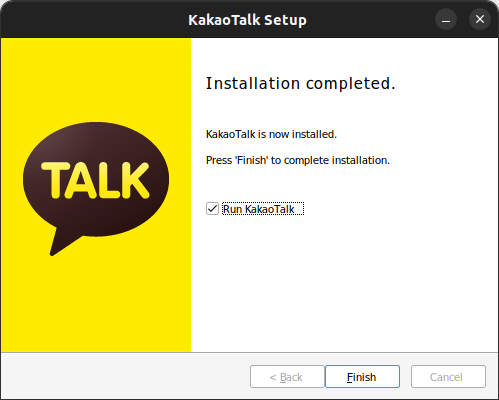 KakaoTalk Setup
Installation completed.
KakaoTalk is now installed.
Press 'Finish' to complete installation.
TALK
Run KakaoTalk
< Back
Finish
Cancel